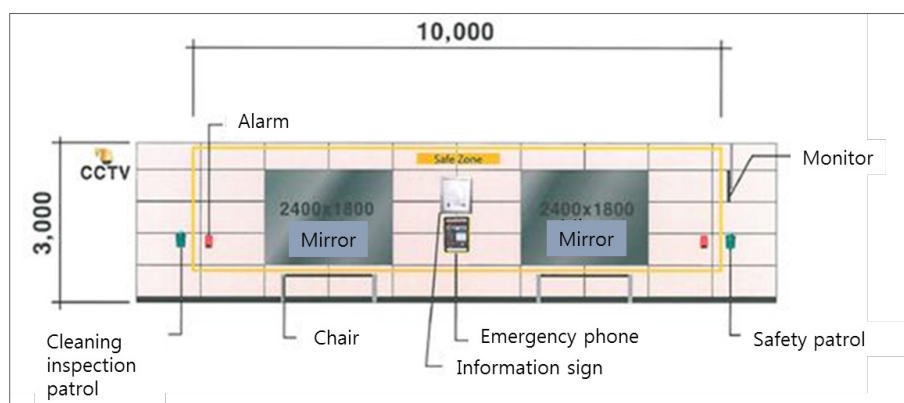 10,000
Alarm
Safe Zone
CCTV
Monitor
3,000
2400x1800
Mirror
2400x1800
Mirror
Chair
Emergency phone
Safety patrol
Cleaning
inspection
patrol
Information sign